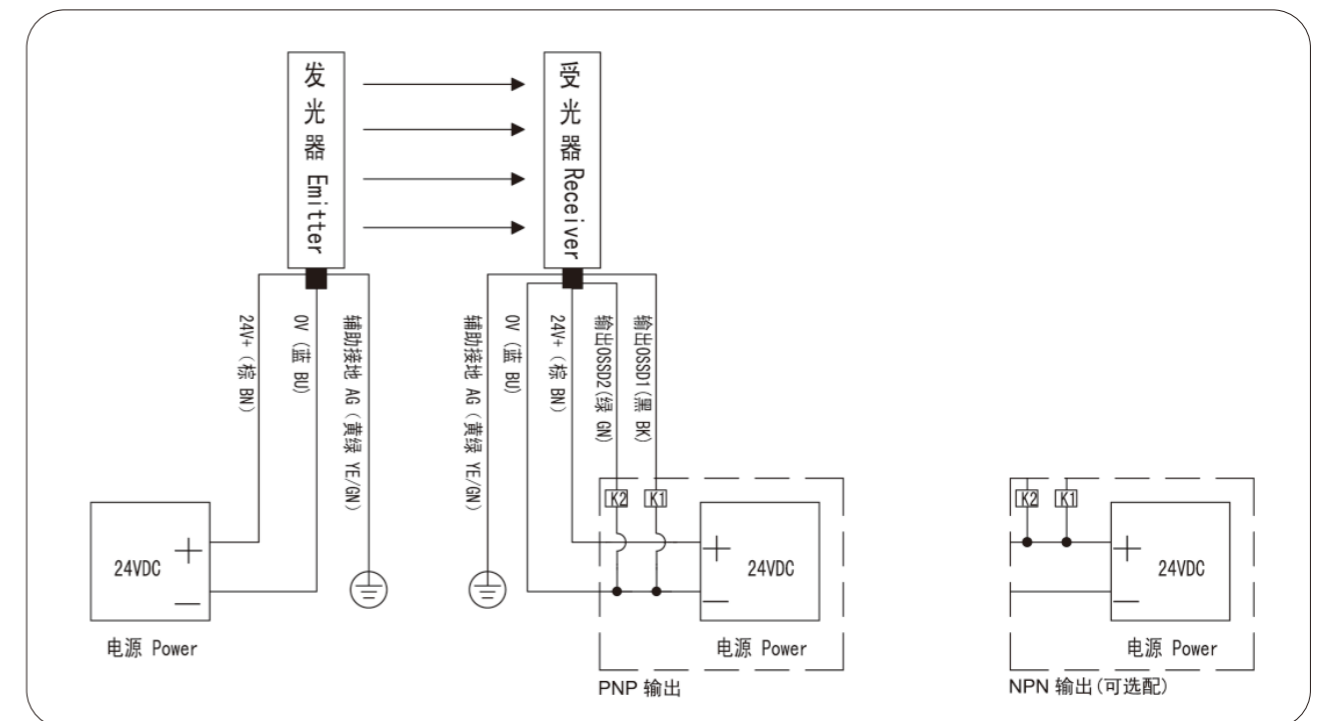 发光器 Emitter
受光器 Receiver
24V+（棕 BN）
0V（蓝 BU）
辅助接地 AG（黄绿 YE/GN）
辅助接地 AG（黄绿 YE/GN）
0V（蓝 BU）
24V+（棕 BN）
输出OSSD2(绿 GN)
输出OSSD1(黑 BK)
K2
K1
K2
K1
24VDC
+
—
24VDC
+
—
24VDC
+
—
电源 Power
电源 Power
电源 Power
PNP 输出
NPN 输出(可选配)